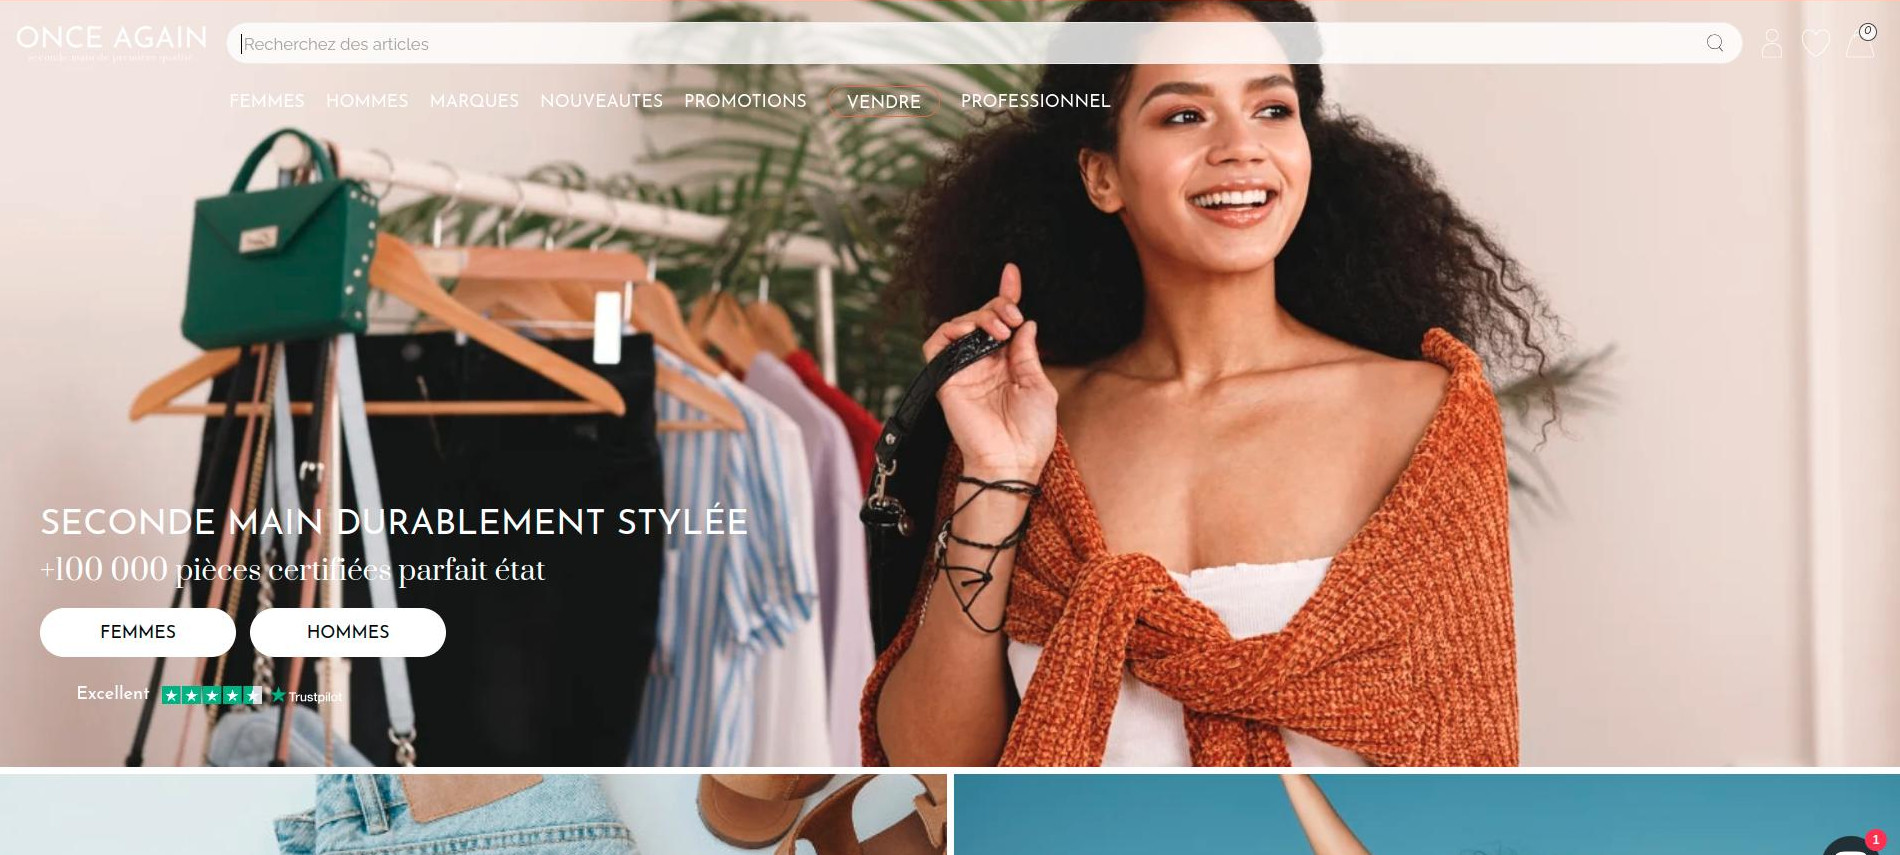 ONCE AGAIN
Recherchez des articles
0
FEMMES HOMMES MARQUES NOUVEAUTES PROMOTIONS VENDRE PROFESSIONNEL
SECONDE MAIN DURABLEMENT STYLÉE
+100 000 pièces certifiées parfait état
FEMMES HOMMES
Excellent Trustpilot
1